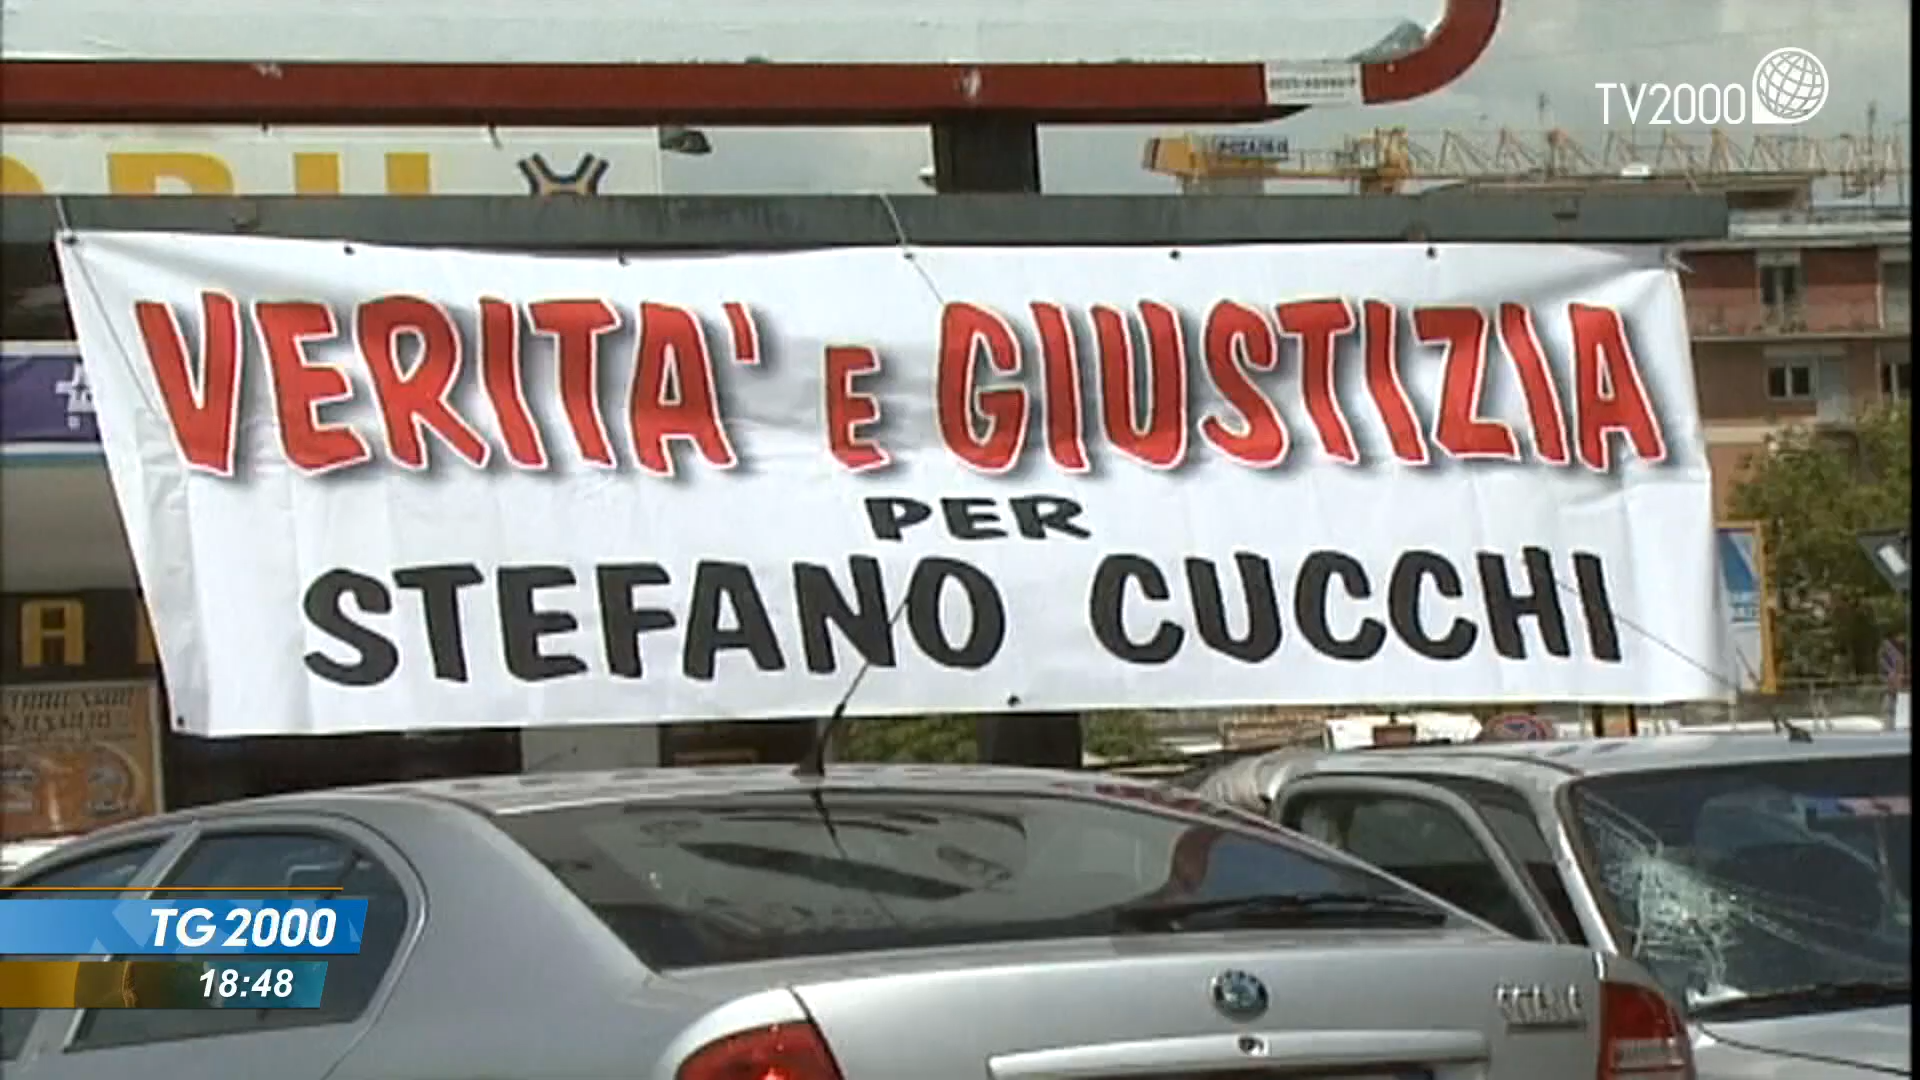 TV2000
VERITA' E GIUSTIZIA
PER
STEFANO CUCCHI
TG 2000
18:48